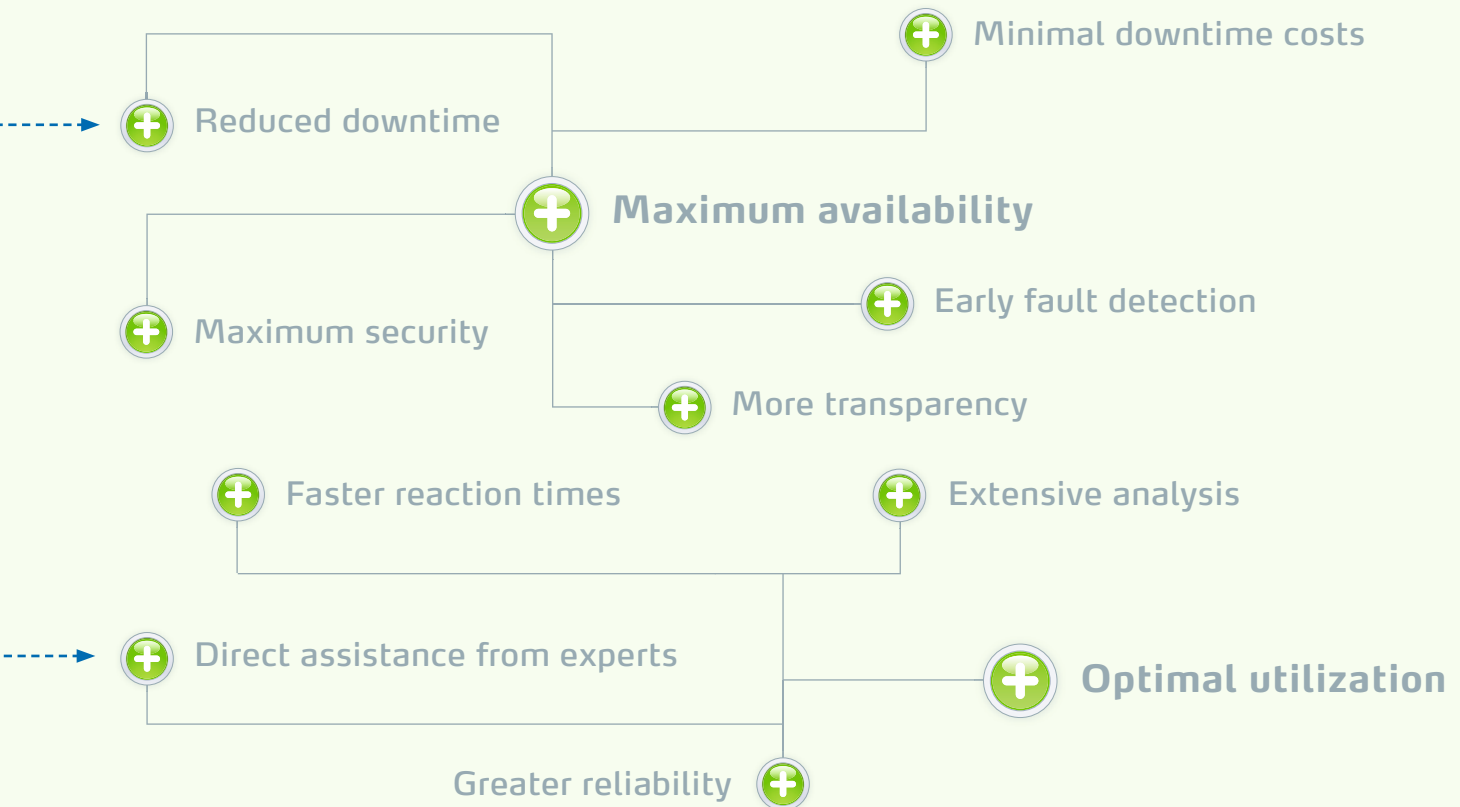 Minimal downtime costs
Reduced downtime
Maximum availability
Early fault detection
Maximum security
More transparency
Faster reaction times
Extensive analysis
Direct assistance from experts
Optimal utilization
Greater reliability